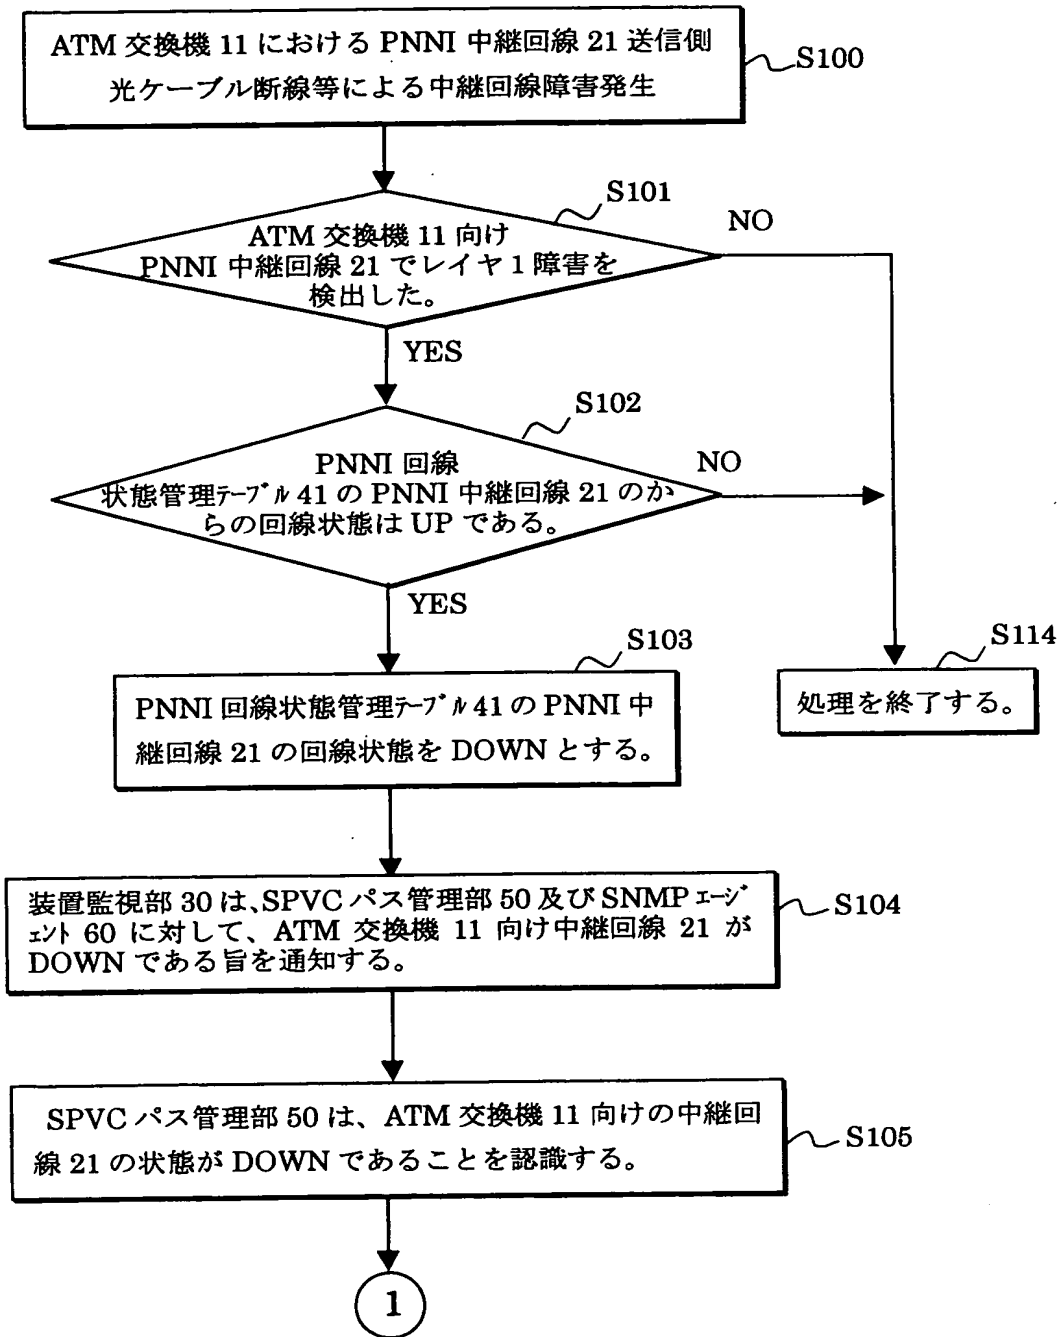 ATM 交換機 11 における PNNI 中継回線 21 送信側
光ケーブル断線等による中継回線障害発生
S100
S101
ATM 交換機 11 向け
PNNI 中継回線 21 でレイヤ 1 障害を
検出した。
NO
YES
S102
PNNI 回線
状態管理ﾃｰﾌﾞﾙ 41 の PNNI 中継回線 21 のか
らの回線状態は UP である。
NO
YES
S103
PNNI 回線状態管理ﾃｰﾌﾞﾙ 41 の PNNI 中
継回線 21 の回線状態を DOWN とする。
S114
処理を終了する。
装置監視部 30 は、SPVC パス管理部 50 及び SNMP ｴｰｼﾞ
ｪﾝﾄ 60 に対して、ATM 交換機 11 向け中継回線 21 が
DOWN である旨を通知する。
S104
SPVC パス管理部 50 は、ATM 交換機 11 向けの中継回
線 21 の状態が DOWN であることを認識する。
S105
1